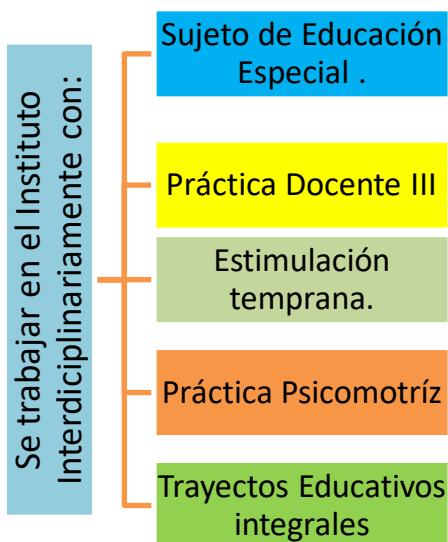 Se trabajar en el Instituto
Interdiciplinariamente con:
Sujeto de Educación
Especial .
Práctica Docente III
Estimulación
temprana.
Práctica Psicomotríz
Trayectos Educativos
integrales